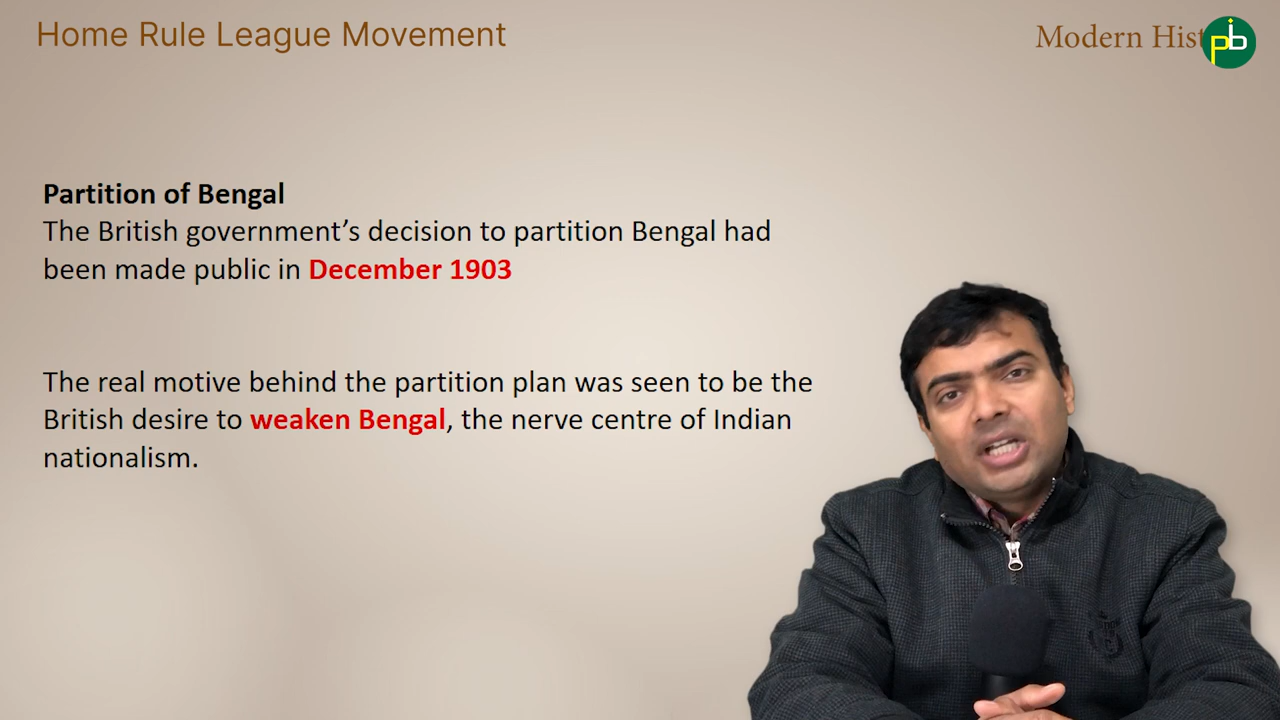 Home Rule League Movement
Modern Hist
pib
Partition of Bengal
The British government’s decision to partition Bengal had
been made public in December 1903
The real motive behind the partition plan was seen to be the
British desire to weaken Bengal, the nerve centre of Indian
nationalism.